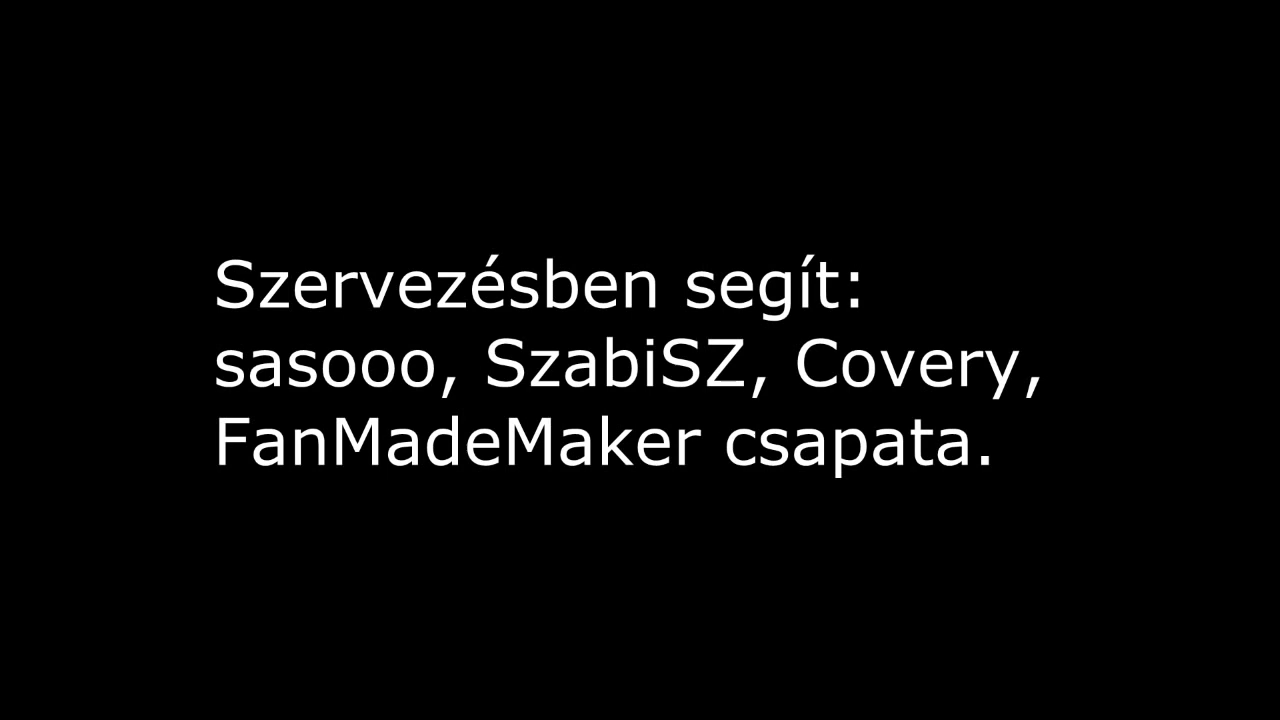 Szervezésben segít:
sasooo, SzabiSZ, Covery,
FanMadeMaker csapata.